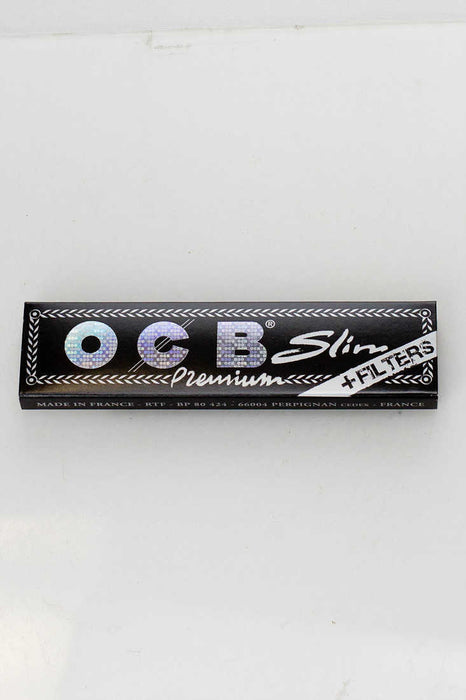 OCB® Slim
Premium
+FILTERS
MADE IN FRANCE - RTF - BP 80 424 - 66004 PERPIGNAN CEDEX - FRANCE